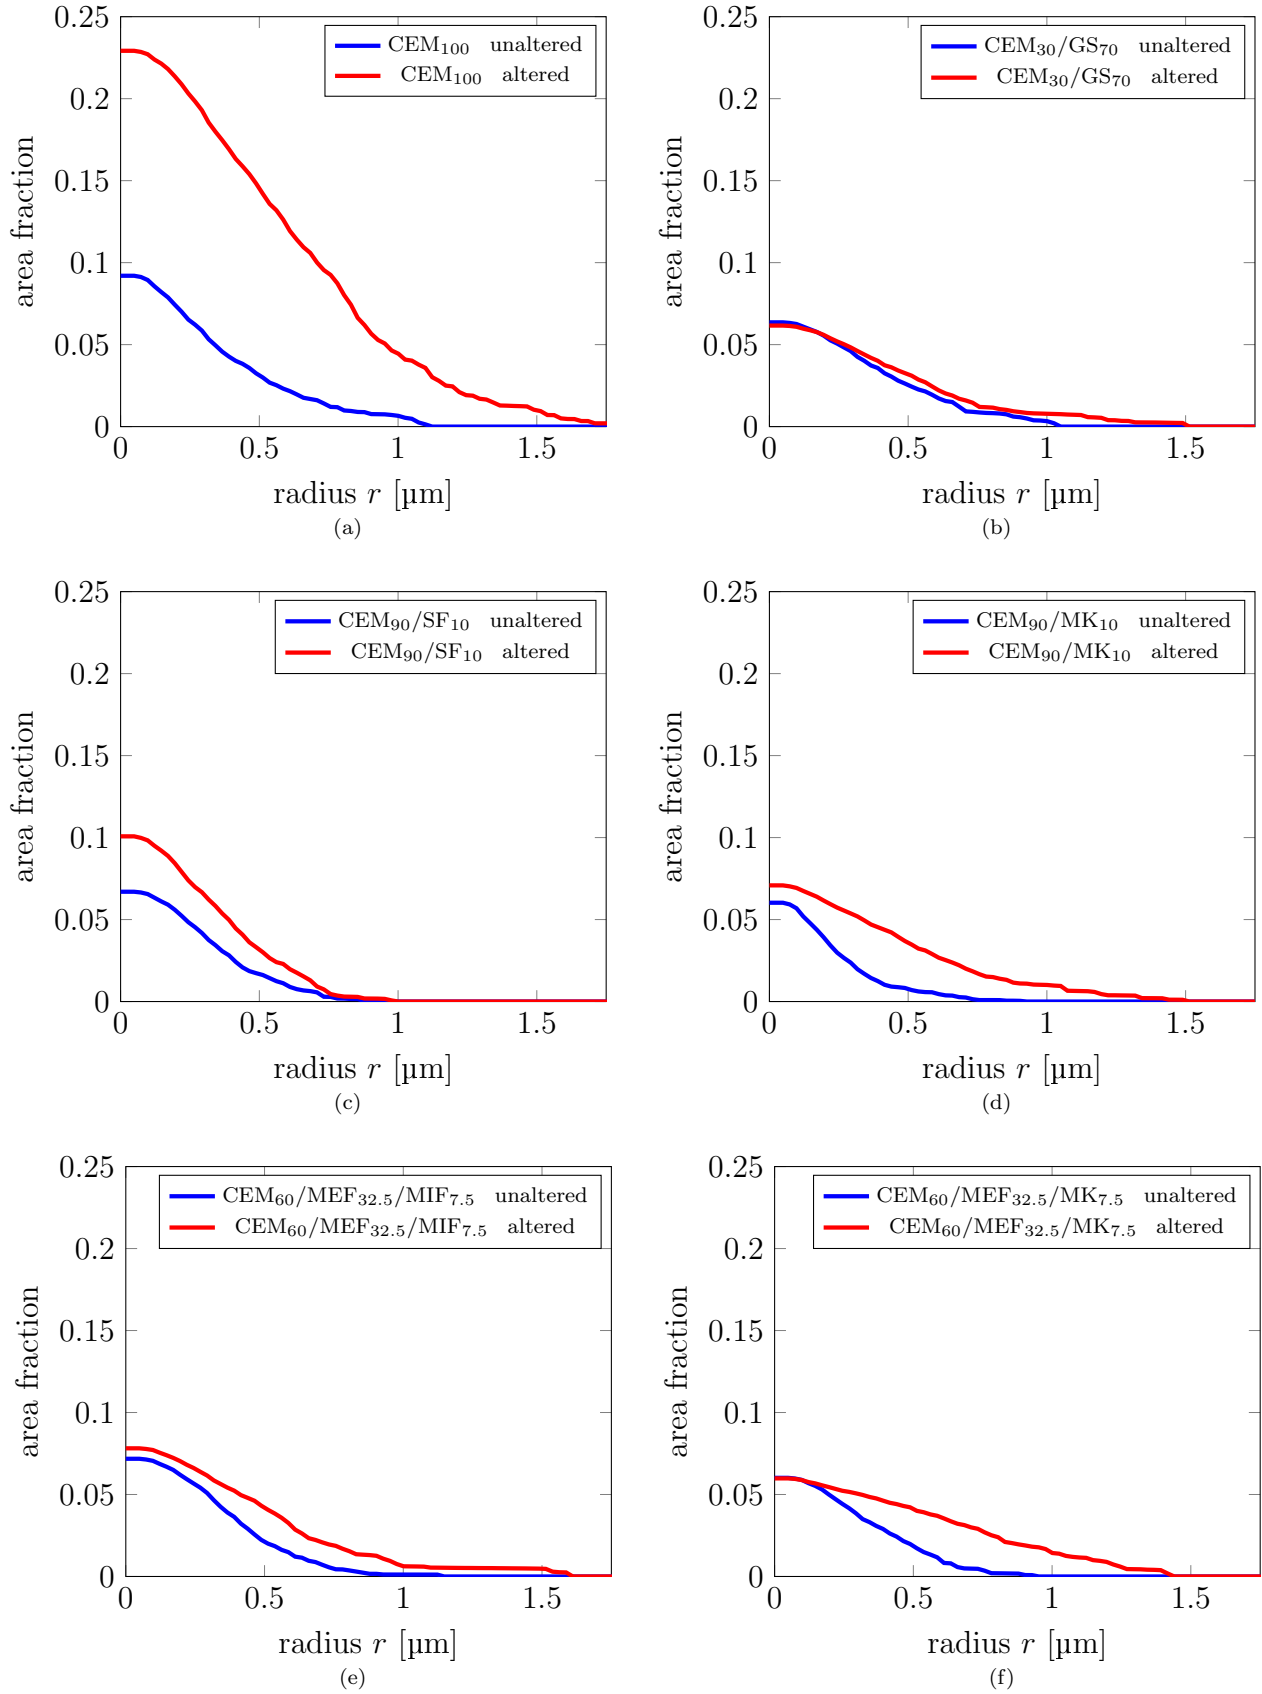 0.25
0.2
0.15
0.1
0.05
0
0 0.5 1 1.5
area fraction
radius r [µm]
CEM100 unaltered
CEM100 altered
(a)
0.25
0.2
0.15
0.1
0.05
0
0 0.5 1 1.5
area fraction
radius r [µm]
CEM30/GS70 unaltered
CEM30/GS70 altered
(b)
0.25
0.2
0.15
0.1
0.05
0
0 0.5 1 1.5
area fraction
radius r [µm]
CEM90/SF10 unaltered
CEM90/SF10 altered
(c)
0.25
0.2
0.15
0.1
0.05
0
0 0.5 1 1.5
area fraction
radius r [µm]
CEM90/MK10 unaltered
CEM90/MK10 altered
(d)
0.25
0.2
0.15
0.1
0.05
0
0 0.5 1 1.5
area fraction
radius r [µm]
CEM60/MEF32.5/MIF7.5 unaltered
CEM60/MEF32.5/MIF7.5 altered
(e)
0.25
0.2
0.15
0.1
0.05
0
0 0.5 1 1.5
area fraction
radius r [µm]
CEM60/MEF32.5/MK7.5 unaltered
CEM60/MEF32.5/MK7.5 altered
(f)